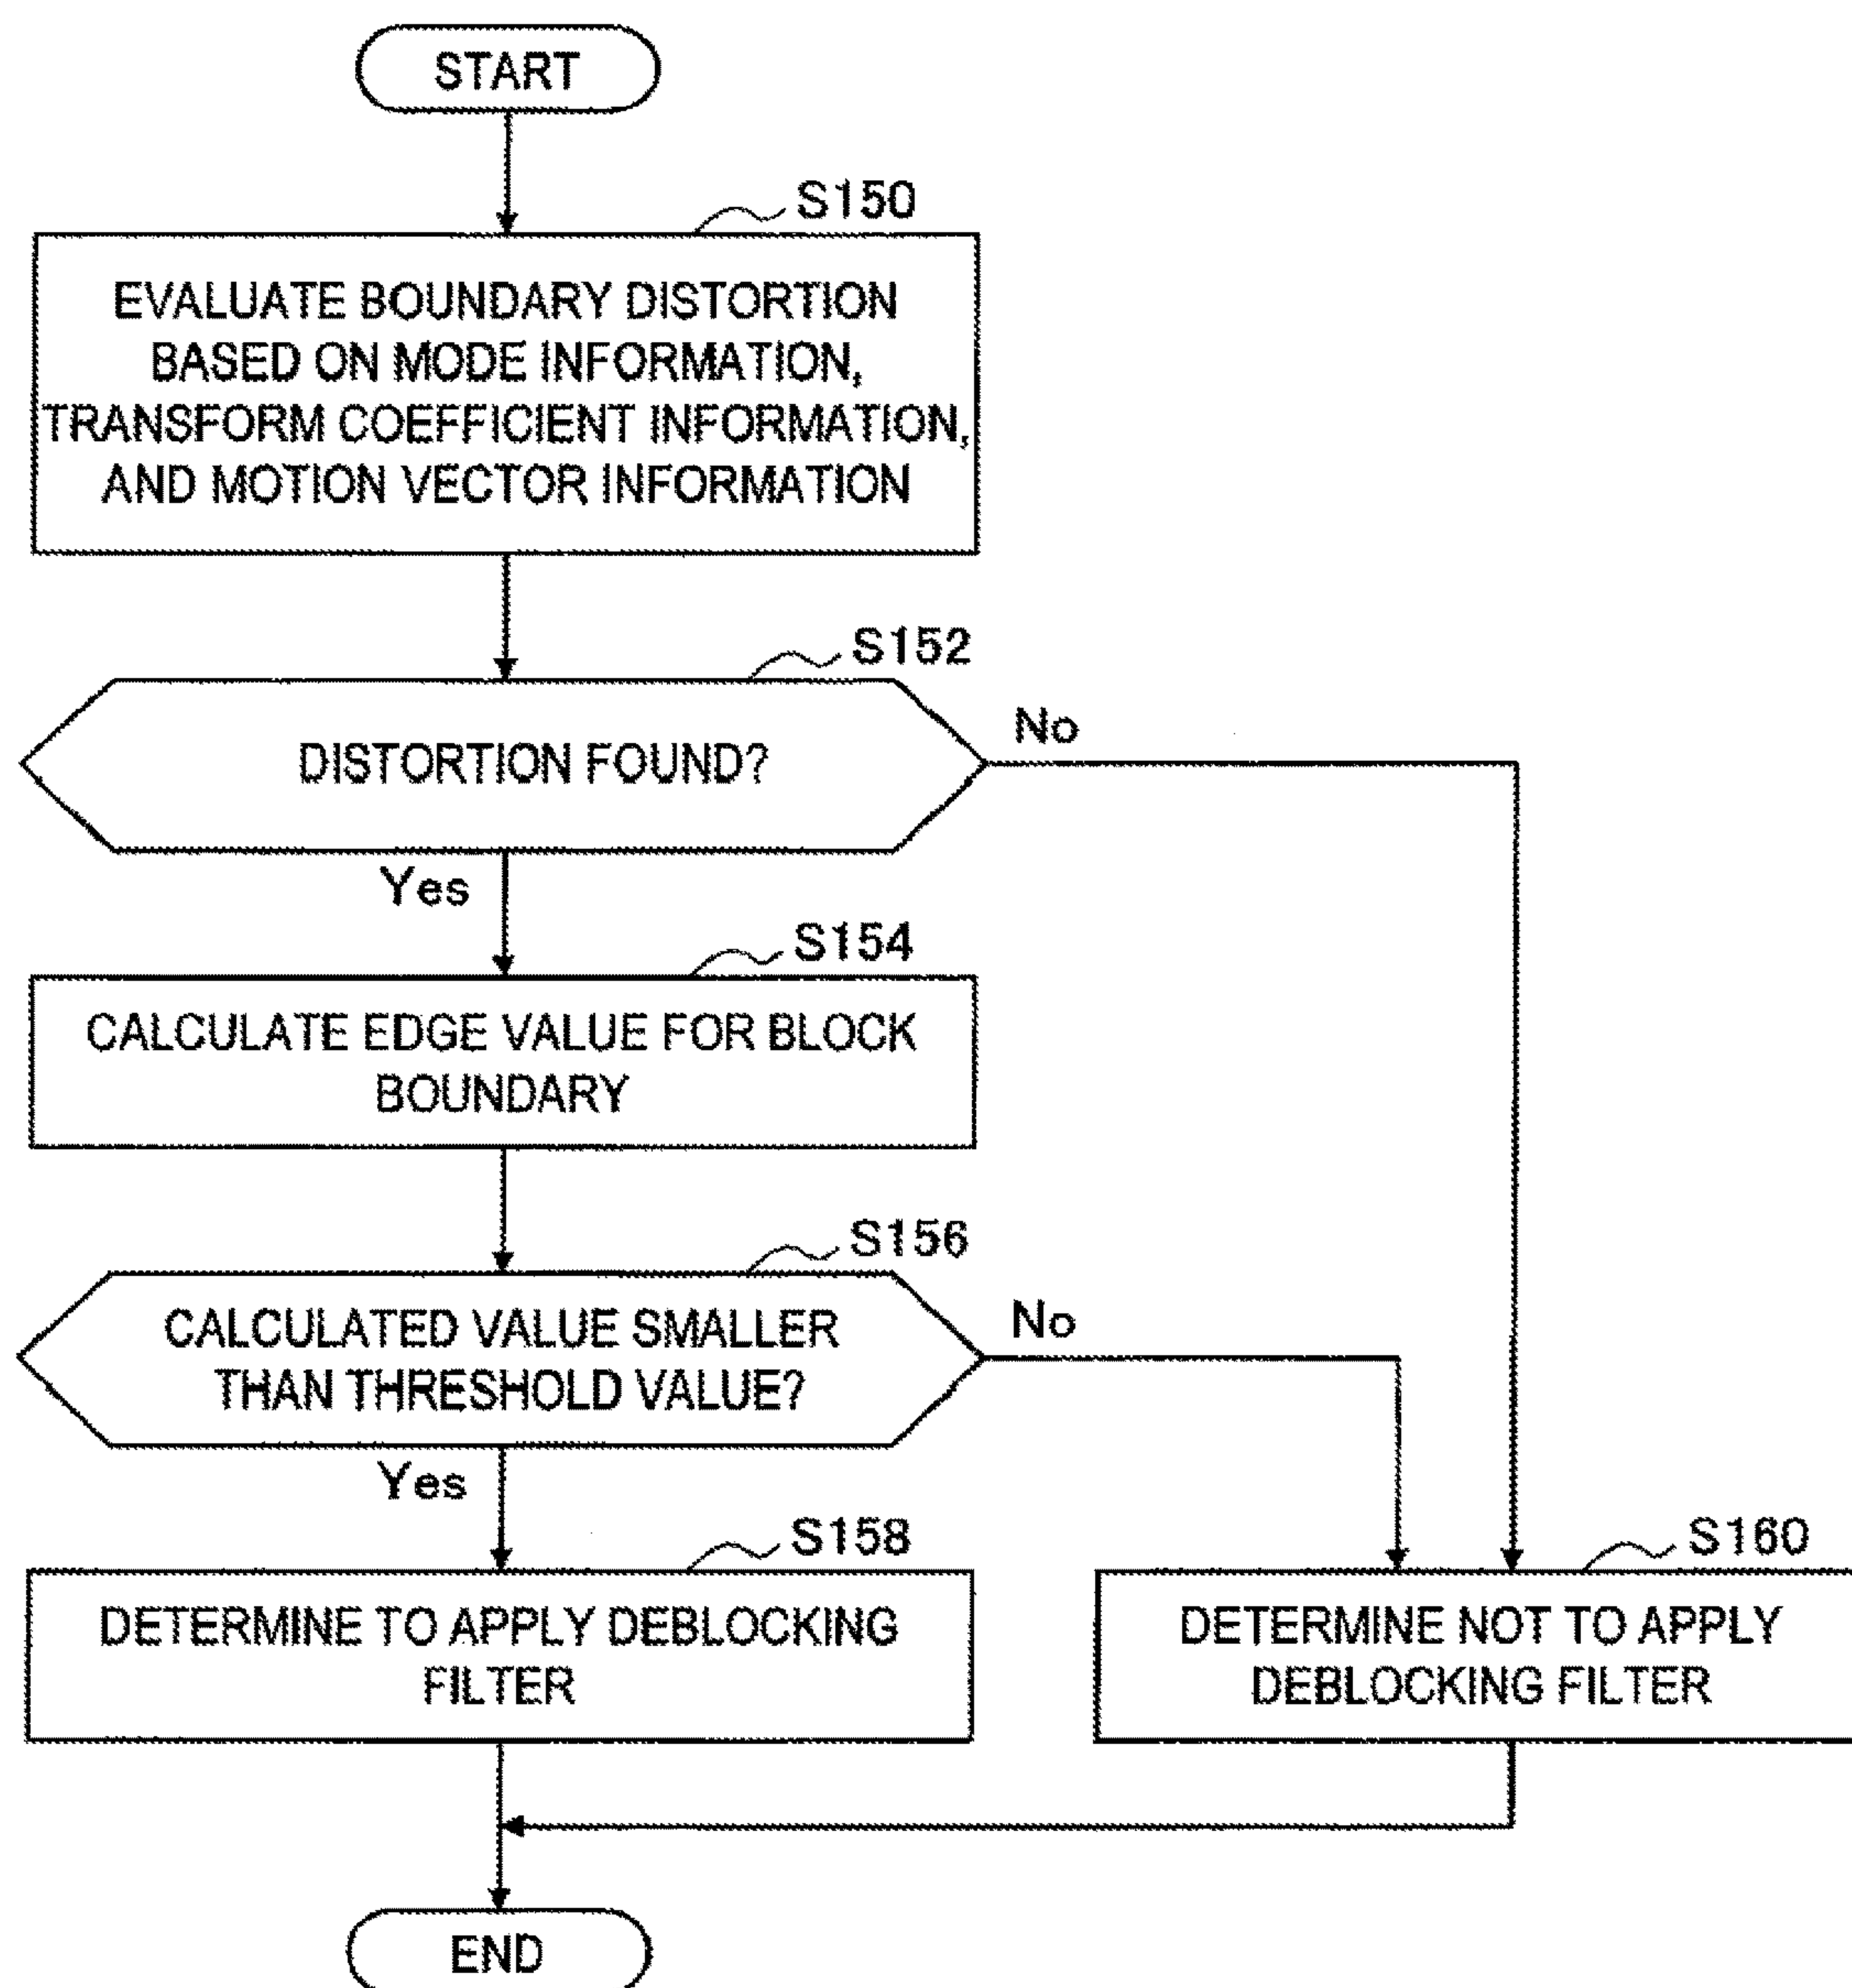 START
S150
EVALUATE BOUNDARY DISTORTION
BASED ON MODE INFORMATION,
TRANSFORM COEFFICIENT INFORMATION,
AND MOTION VECTOR INFORMATION
S152
DISTORTION FOUND?
No
Yes
S154
CALCULATE EDGE VALUE FOR BLOCK
BOUNDARY
S156
CALCULATED VALUE SMALLER
THAN THRESHOLD VALUE?
No
Yes
S158
DETERMINE TO APPLY DEBLOCKING
FILTER
S160
DETERMINE NOT TO APPLY
DEBLOCKING FILTER
END